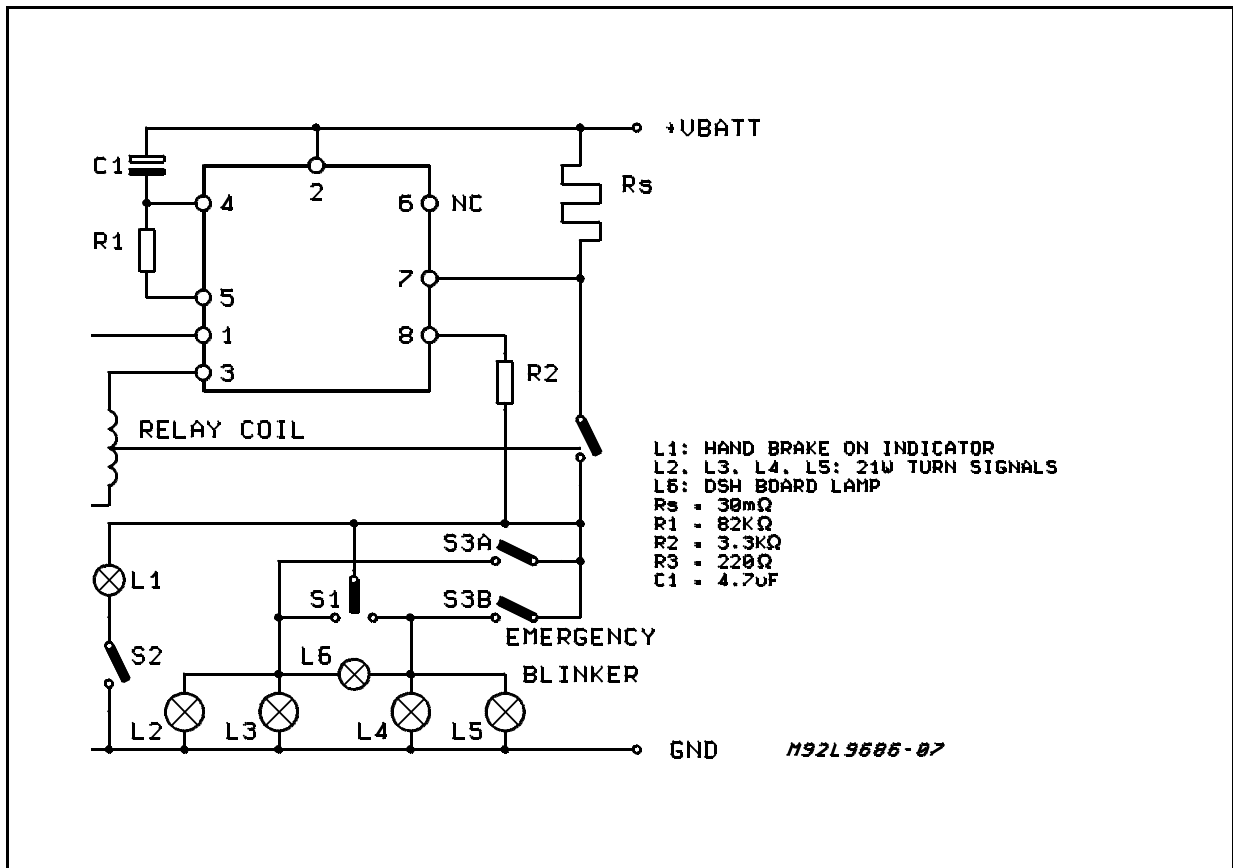 +VBATT
C1
2
Rs
4
6 NC
R1
7
5
1
8
3
R2
RELAY COIL
L1: HAND BRAKE ON INDICATOR
L2, L3, L4, L5: 21W TURN SIGNALS
L6: DSH BOARD LAMP
Rs = 30mΩ
R1 = 82KΩ
R2 = 3.3KΩ
R3 = 220Ω
C1 = 4.7uF
S3A
L1
S1
S3B
EMERGENCY
BLINKER
S2
L6
L2
L3
L4
L5
GND
M92L9686-07